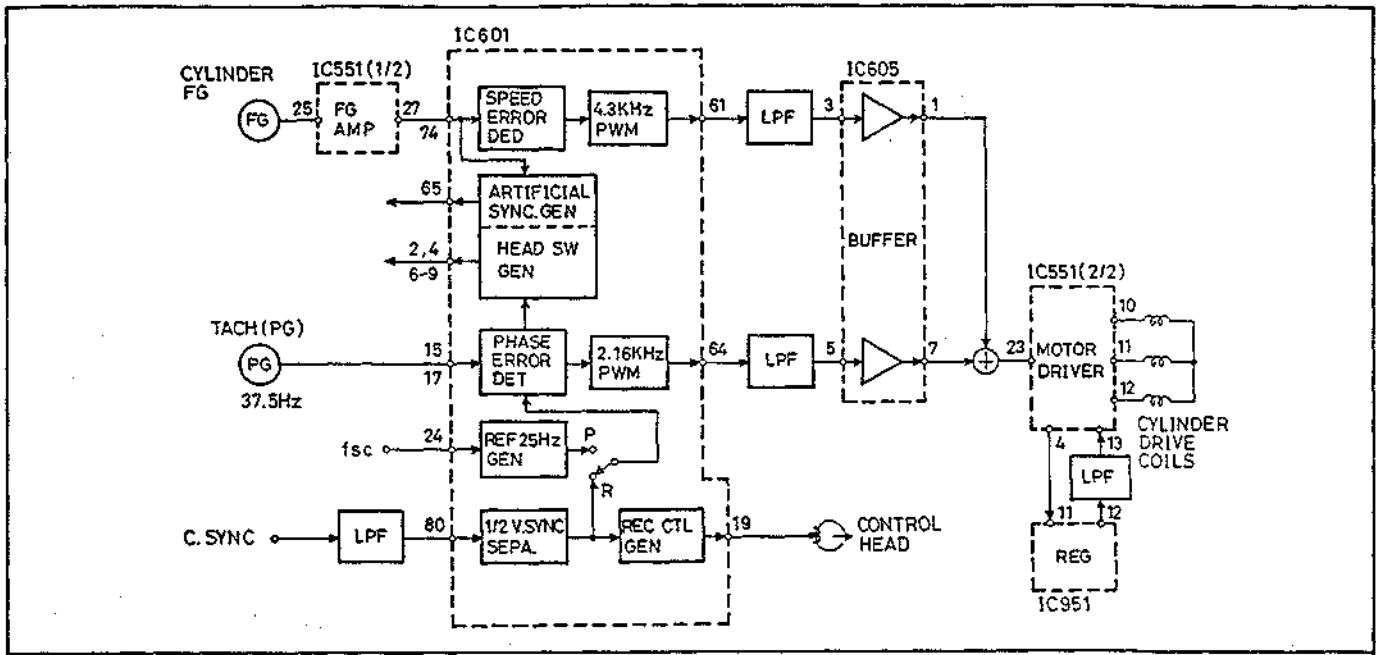 IC601
CYLINDER
FG
IC551(1/2)
IC605
FG
25
FG
AMP
27
74
SPEED
ERROR
DED
4.3KHz
PWM
61
LPF
3
1
65
ARTIFICIAL
SYNC.GEN
2,4
6-9
HEAD SW
GEN
BUFFER
IC551(2/2)
TACH(PG)
PG
37.5Hz
15
17
PHASE
ERROR
DET
2.16KHz
PWM
64
LPF
5
7
23
MOTOR
DRIVER
10
11
12
CYLINDER
DRIVE
COILS
fsc
24
REF 25Hz
GEN
P
R
4
13
LPF
11
12
REG
IC951
C.SYNC
LPF
80
1/2 V.SYNC
SEPA.
REC CTL
GEN
19
CONTROL
HEAD